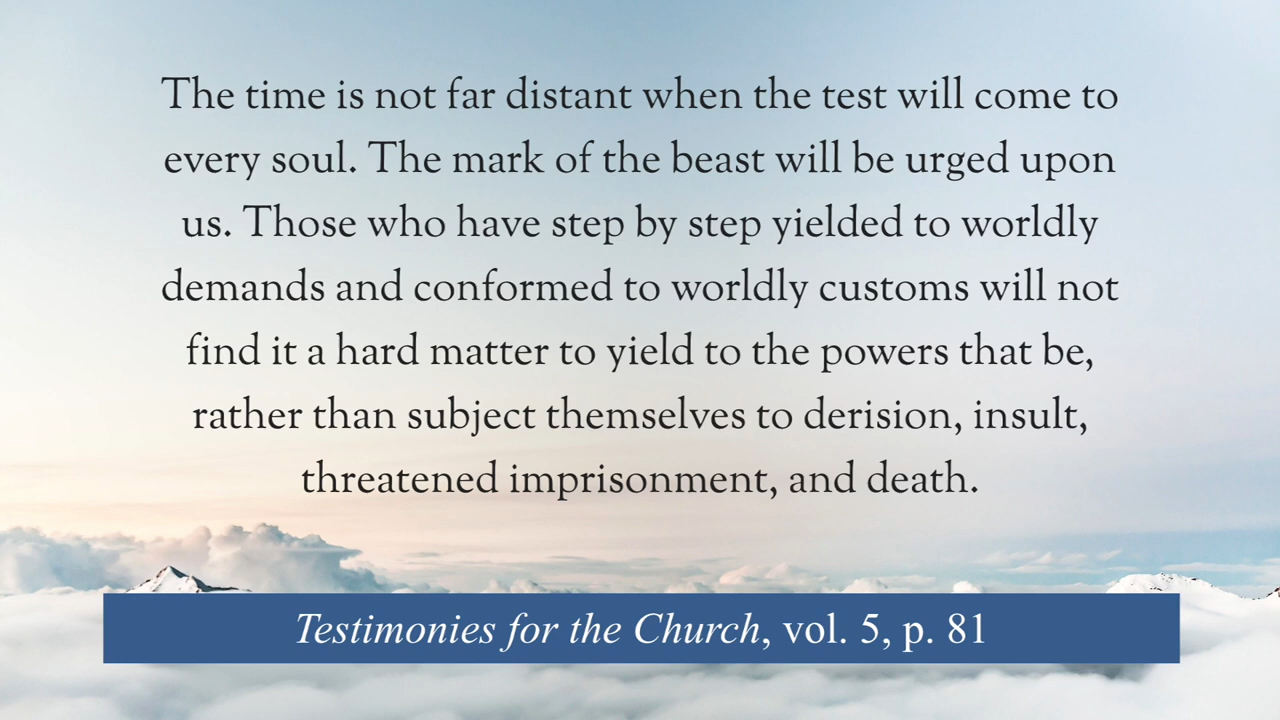 The time is not far distant when the test will come to
every soul. The mark of the beast will be urged upon
us. Those who have step by step yielded to worldly
demands and conformed to worldly customs will not
find it a hard matter to yield to the powers that be,
rather than subject themselves to derision, insult,
threatened imprisonment, and death.
Testimonies for the Church, vol. 5, p. 81